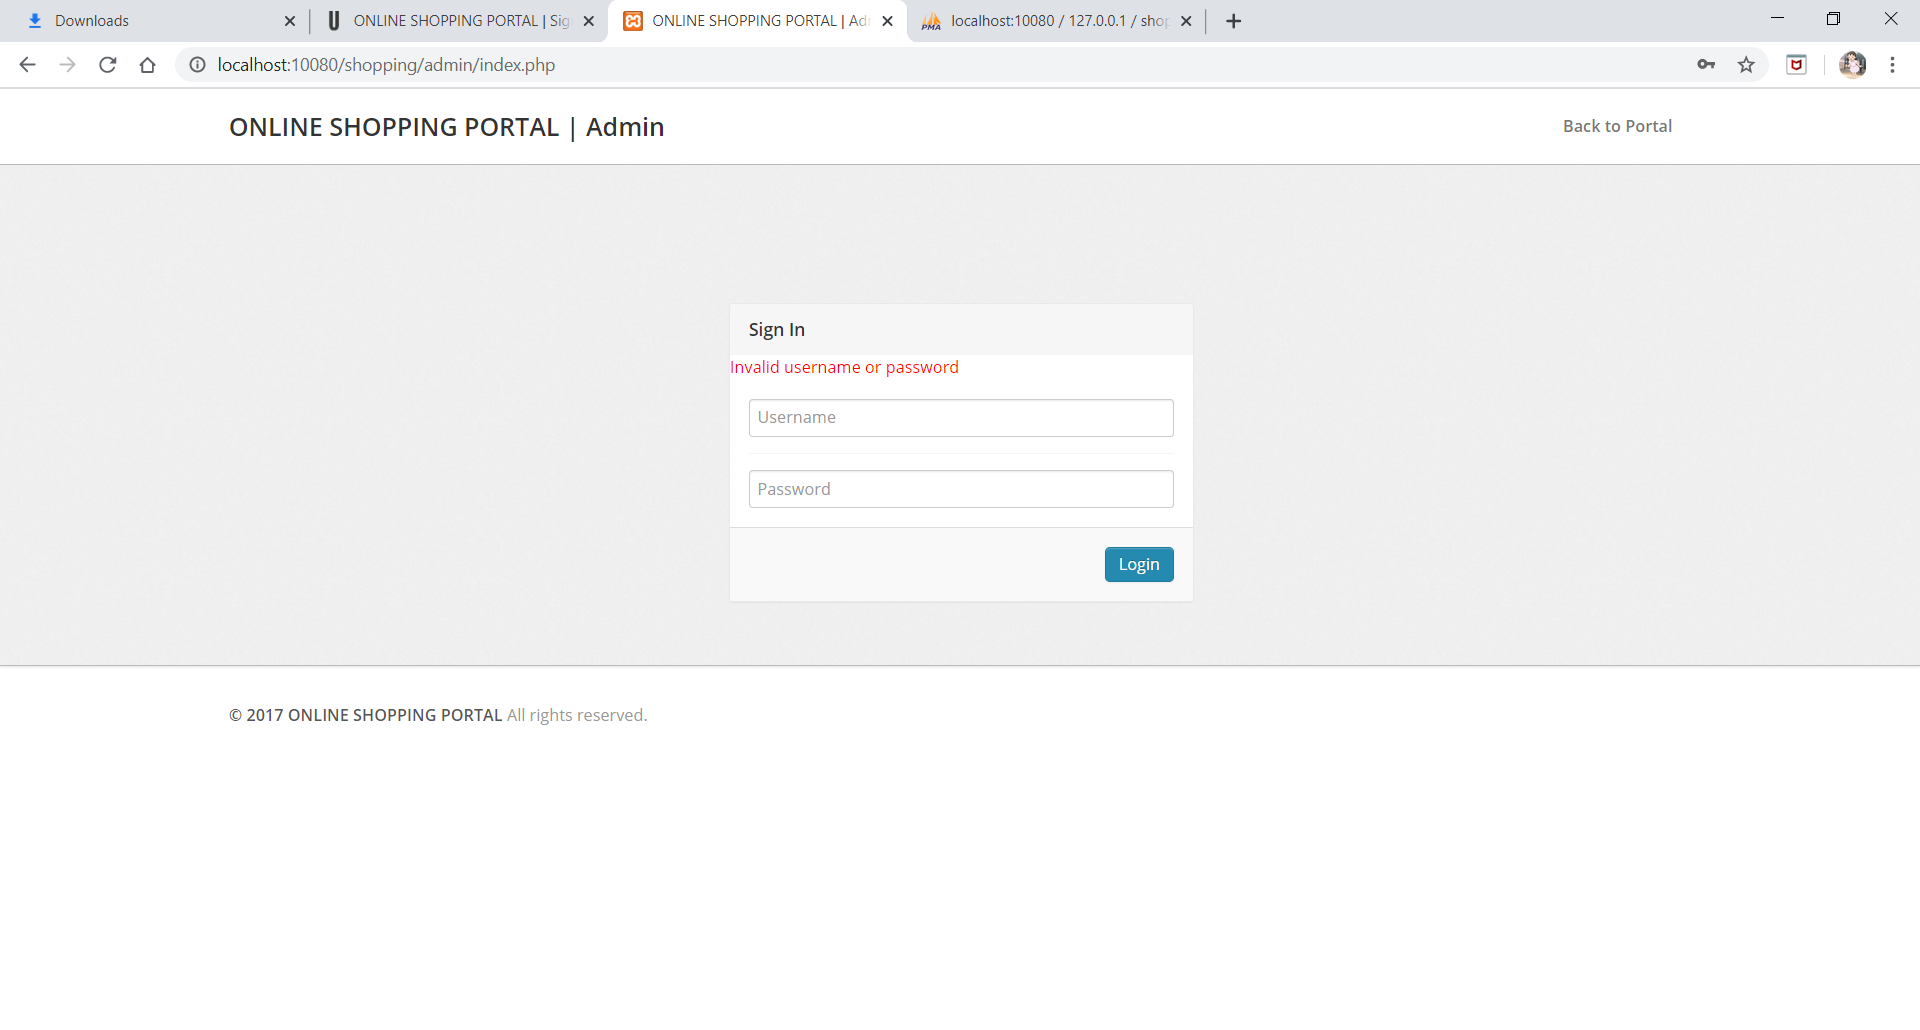 Downloads
ONLINE SHOPPING PORTAL | Sig
ONLINE SHOPPING PORTAL | Ad
localhost:10080 / 127.0.0.1 / shop
PMA
localhost:10080/shopping/admin/index.php
ONLINE SHOPPING PORTAL | Admin
Back to Portal
Sign In
Invalid username or password
Username
Password
Login
© 2017 ONLINE SHOPPING PORTAL All rights reserved.